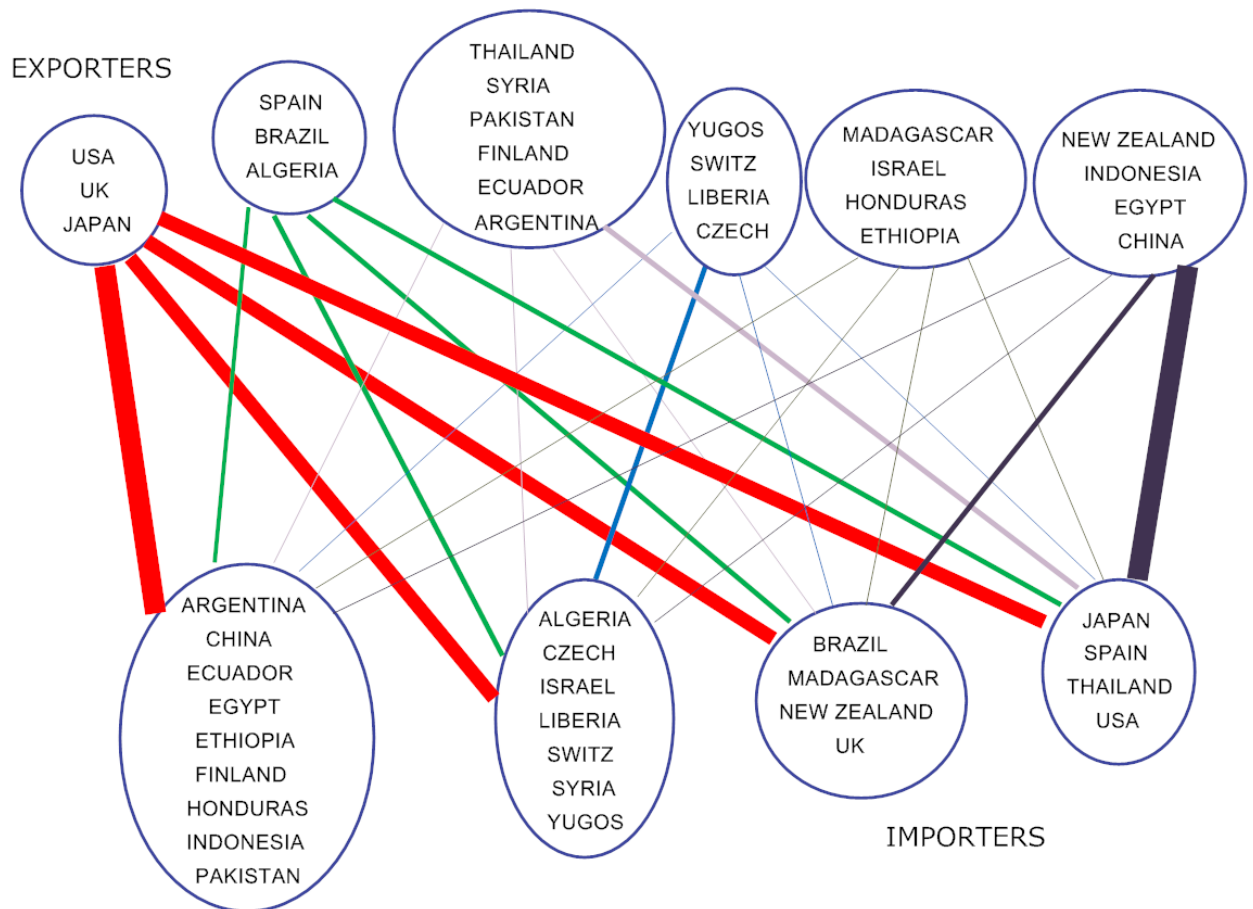 EXPORTERS
USA
UK
JAPAN
SPAIN
BRAZIL
ALGERIA
THAILAND
SYRIA
PAKISTAN
FINLAND
ECUADOR
ARGENTINA
YUGOS
SWITZ
LIBERIA
CZECH
MADAGASCAR
ISRAEL
HONDURAS
ETHIOPIA
NEW ZEALAND
INDONESIA
EGYPT
CHINA
ARGENTINA
CHINA
ECUADOR
EGYPT
ETHIOPIA
FINLAND
HONDURAS
INDONESIA
PAKISTAN
ALGERIA
CZECH
ISRAEL
LIBERIA
SWITZ
SYRIA
YUGOS
BRAZIL
MADAGASCAR
NEW ZEALAND
UK
JAPAN
SPAIN
THAILAND
USA
IMPORTERS